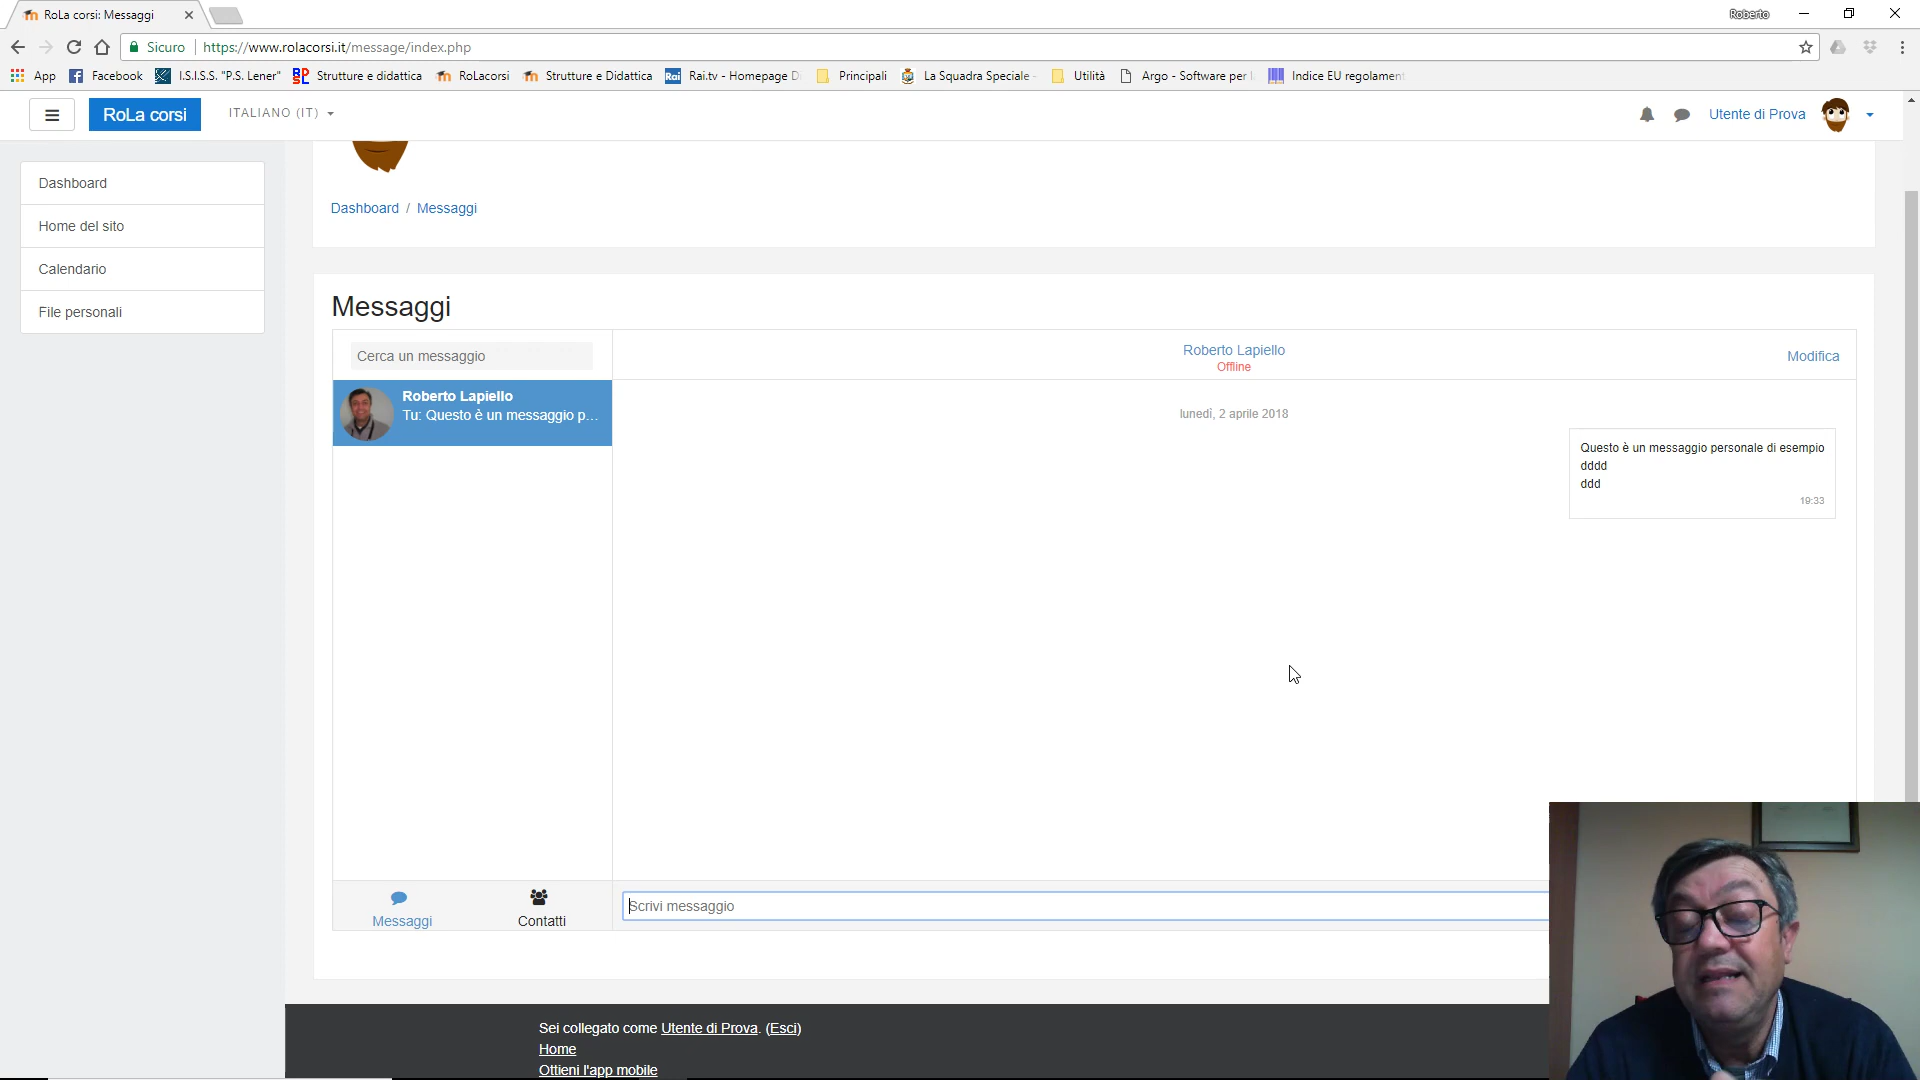 RoLa corsi: Messaggi
Roberto
Sicuro https://www.rolacorsi.it/message/index.php
App Facebook I.S.I.S.S. "P.S. Lener" Strutture e didattica RoLacorsi Strutture e Didattica Rai Rai.tv - Homepage Principali La Squadra Speciale Utilità Argo - Software per Indice EU regolamen
RoLa corsi ITALIANO (IT) Utente di Prova
Dashboard
Home del sito
Calendario
File personali
Dashboard / Messaggi
Messaggi
Cerca un messaggio
Roberto Lapiello
Offline
Modifica
Roberto Lapiello
Tu: Questo è un messaggio p...
lunedì, 2 aprile 2018
Questo è un messaggio personale di esempio
dddd
ddd
19:33
Messaggi
Contatti
Scrivi messaggio
Sei collegato come Utente di Prova. (Esci)
Home
Ottieni l'app mobile